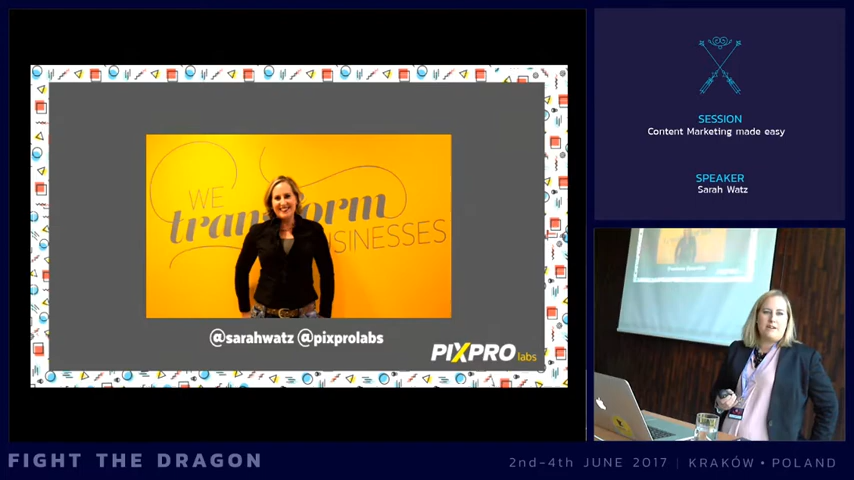 WE
transform
BUSINESSES
@sarahwatz @pixprolabs
PIXPRO labs
SESSION
Content Marketing made easy
SPEAKER
Sarah Watz
FIGHT THE DRAGON
2nd-4th JUNE 2017 | KRAKÓW • POLAND